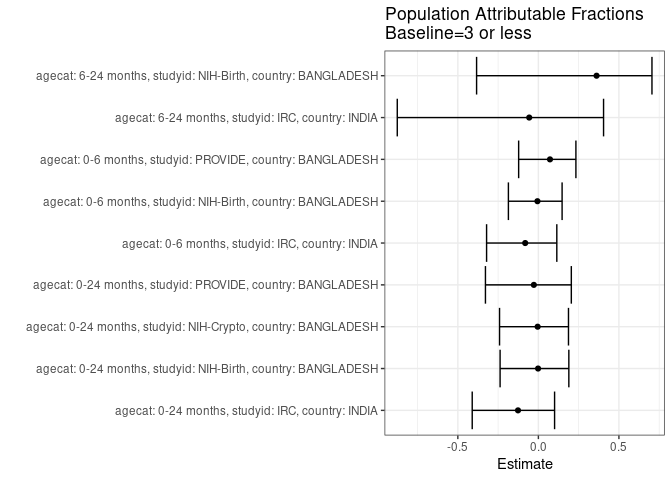 Population Attributable Fractions
Baseline=3 or less
agecat: 6-24 months, studyid: NIH-Birth, country: BANGLADESH
agecat: 6-24 months, studyid: IRC, country: INDIA
agecat: 0-6 months, studyid: PROVIDE, country: BANGLADESH
agecat: 0-6 months, studyid: NIH-Birth, country: BANGLADESH
agecat: 0-6 months, studyid: IRC, country: INDIA
agecat: 0-24 months, studyid: PROVIDE, country: BANGLADESH
agecat: 0-24 months, studyid: NIH-Crypto, country: BANGLADESH
agecat: 0-24 months, studyid: NIH-Birth, country: BANGLADESH
agecat: 0-24 months, studyid: IRC, country: INDIA
-0.5 0.0 0.5
Estimate